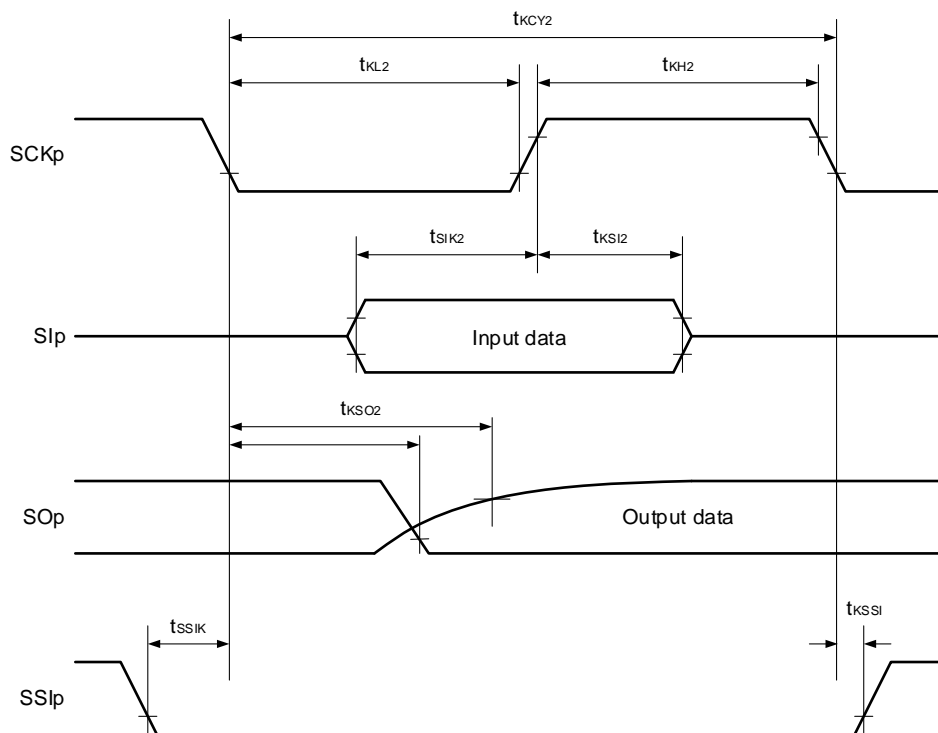 tKCY2
tKL2 tKH2
SCKp
tSIK2 tKSI2
SIp Input data
tKSO2
SOp Output data
tSSIK tKSSI
SSIp